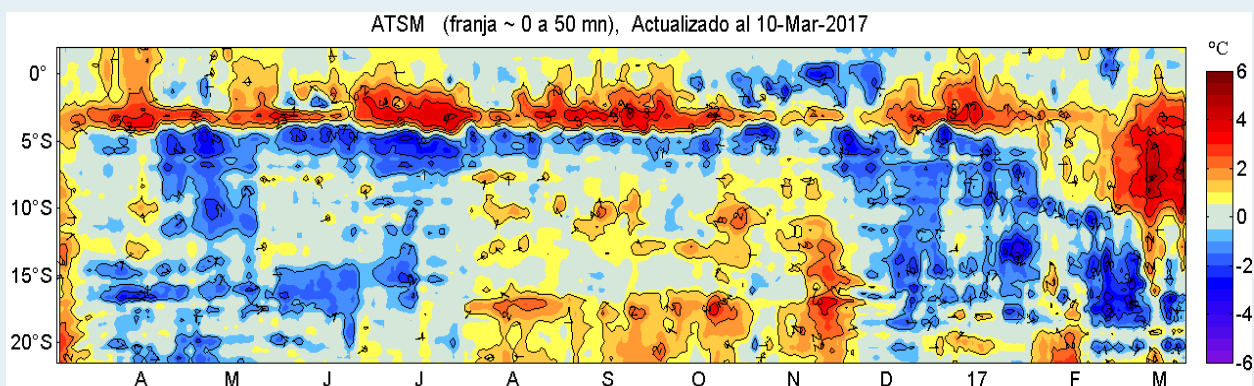 ATSM (franja ~ 0 a 50 mn), Actualizado al 10-Mar-2017
ºC
0°
5°S
10°S
15°S
20°S
6
4
2
0
-2
-4
-6
A M J J A S O N D 17 F M